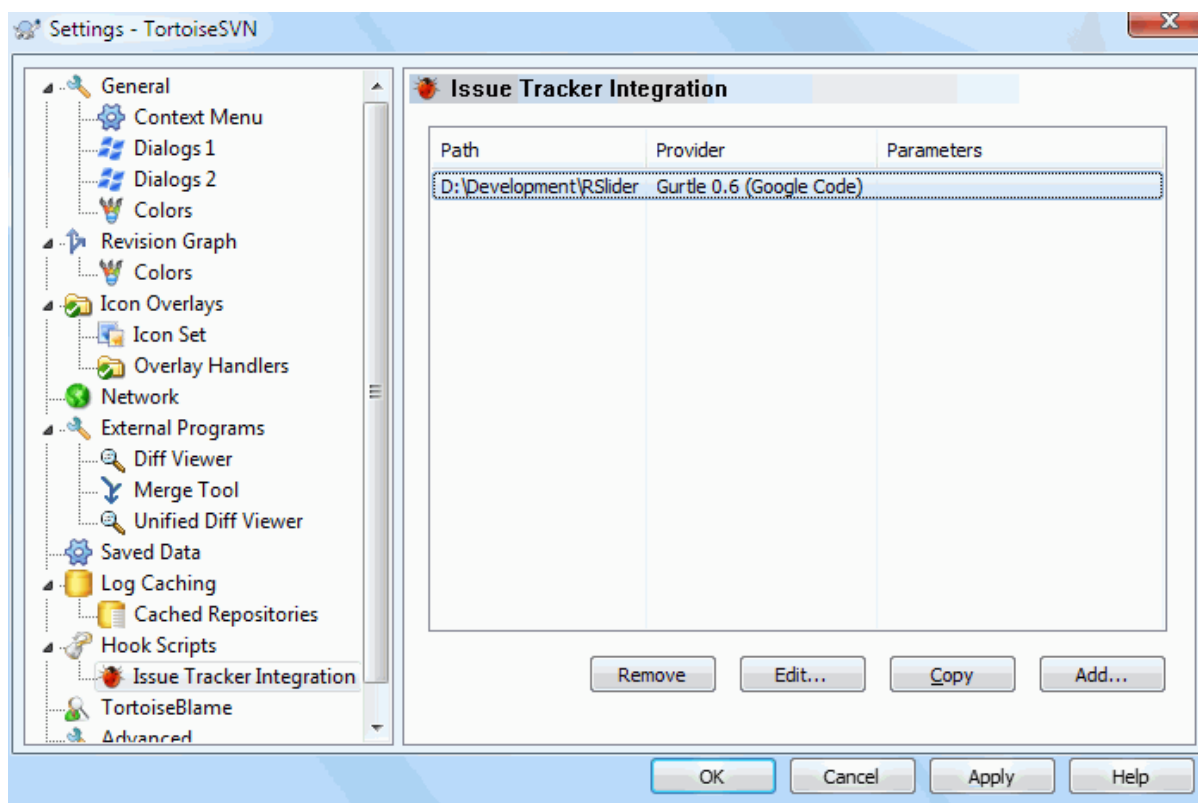 Settings - TortoiseSVN
General
Context Menu
Dialogs 1
Dialogs 2
Colors
Revision Graph
Colors
Icon Overlays
Icon Set
Overlay Handlers
Network
External Programs
Diff Viewer
Merge Tool
Unified Diff Viewer
Saved Data
Log Caching
Cached Repositories
Hook Scripts
Issue Tracker Integration
TortoiseBlame
Advanced
Issue Tracker Integration
Path Provider Parameters
D:\Development\RSlider Gurtle 0.6 (Google Code)
Remove Edit... Copy Add...
OK Cancel Apply Help